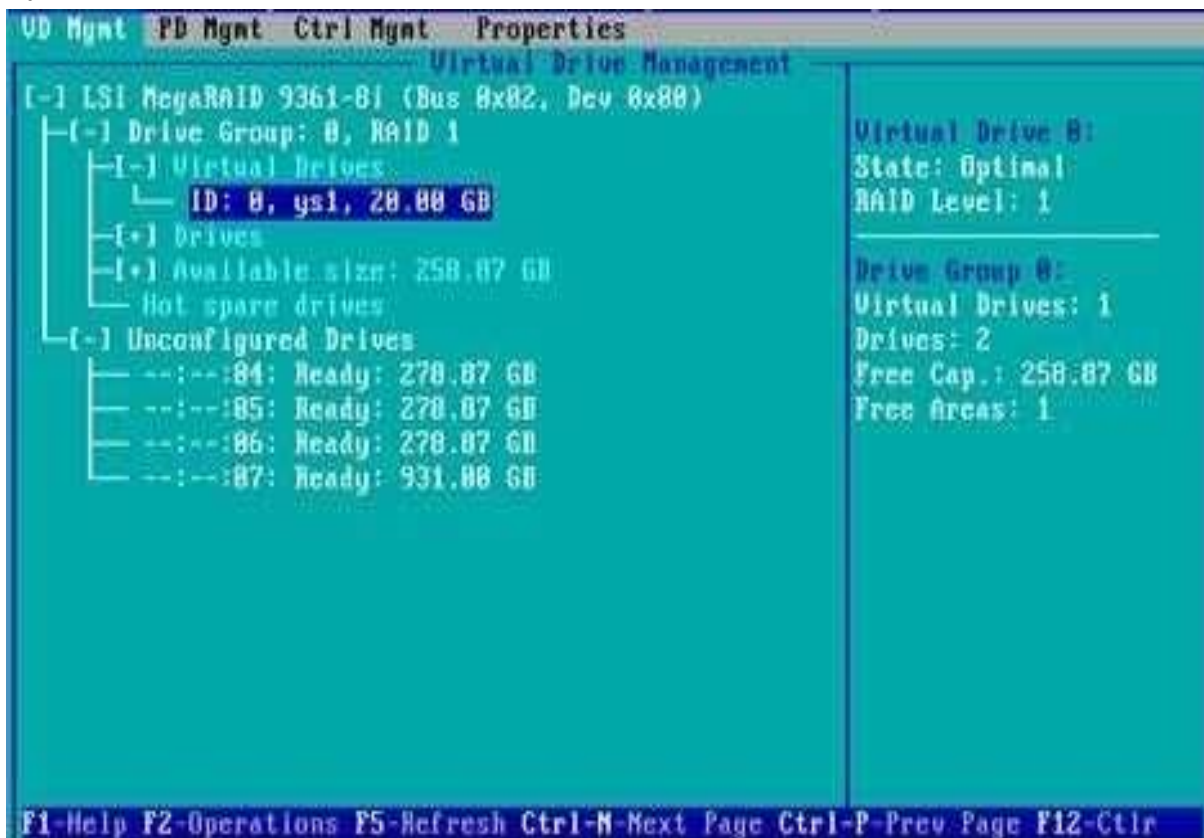 VD Mgmt PD Mgmt Ctrl Mgmt Properties
Virtual Drive Management
[-] LSI MegaRAID 9361-8i (Bus 0x02, Dev 0x00)
[-] Drive Group: 0, RAID 1
[-] Virtual Drives
ID: 0, ys1, 20.00 GB
[+] Drives
[+] Available size: 258.87 GB
Hot spare drives
[-] Unconfigured Drives
--:--:04: Ready: 278.87 GB
--:--:05: Ready: 278.87 GB
--:--:06: Ready: 278.87 GB
--:--:07: Ready: 931.00 GB
Virtual Drive 0:
State: Optimal
RAID Level: 1
Drive Group 0:
Virtual Drives: 1
Drives: 2
Free Cap.: 258.87 GB
Free Areas: 1
F1-Help F2-Operations F5-Refresh Ctrl-N-Next Page Ctrl-P-Prev Page F12-Ctlr